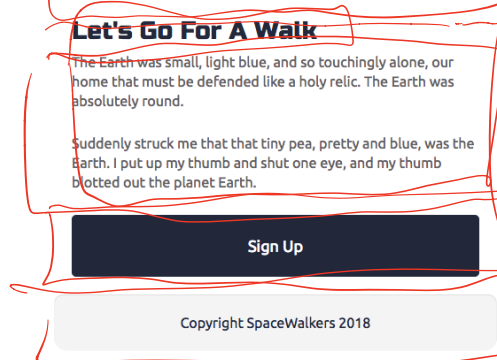 Let's Go For A Walk
The Earth was small, light blue, and so touchingly alone, our
home that must be defended like a holy relic. The Earth was
absolutely round.
Suddenly struck me that that tiny pea, pretty and blue, was the
Earth. I put up my thumb and shut one eye, and my thumb
blotted out the planet Earth.
Sign Up
Copyright SpaceWalkers 2018